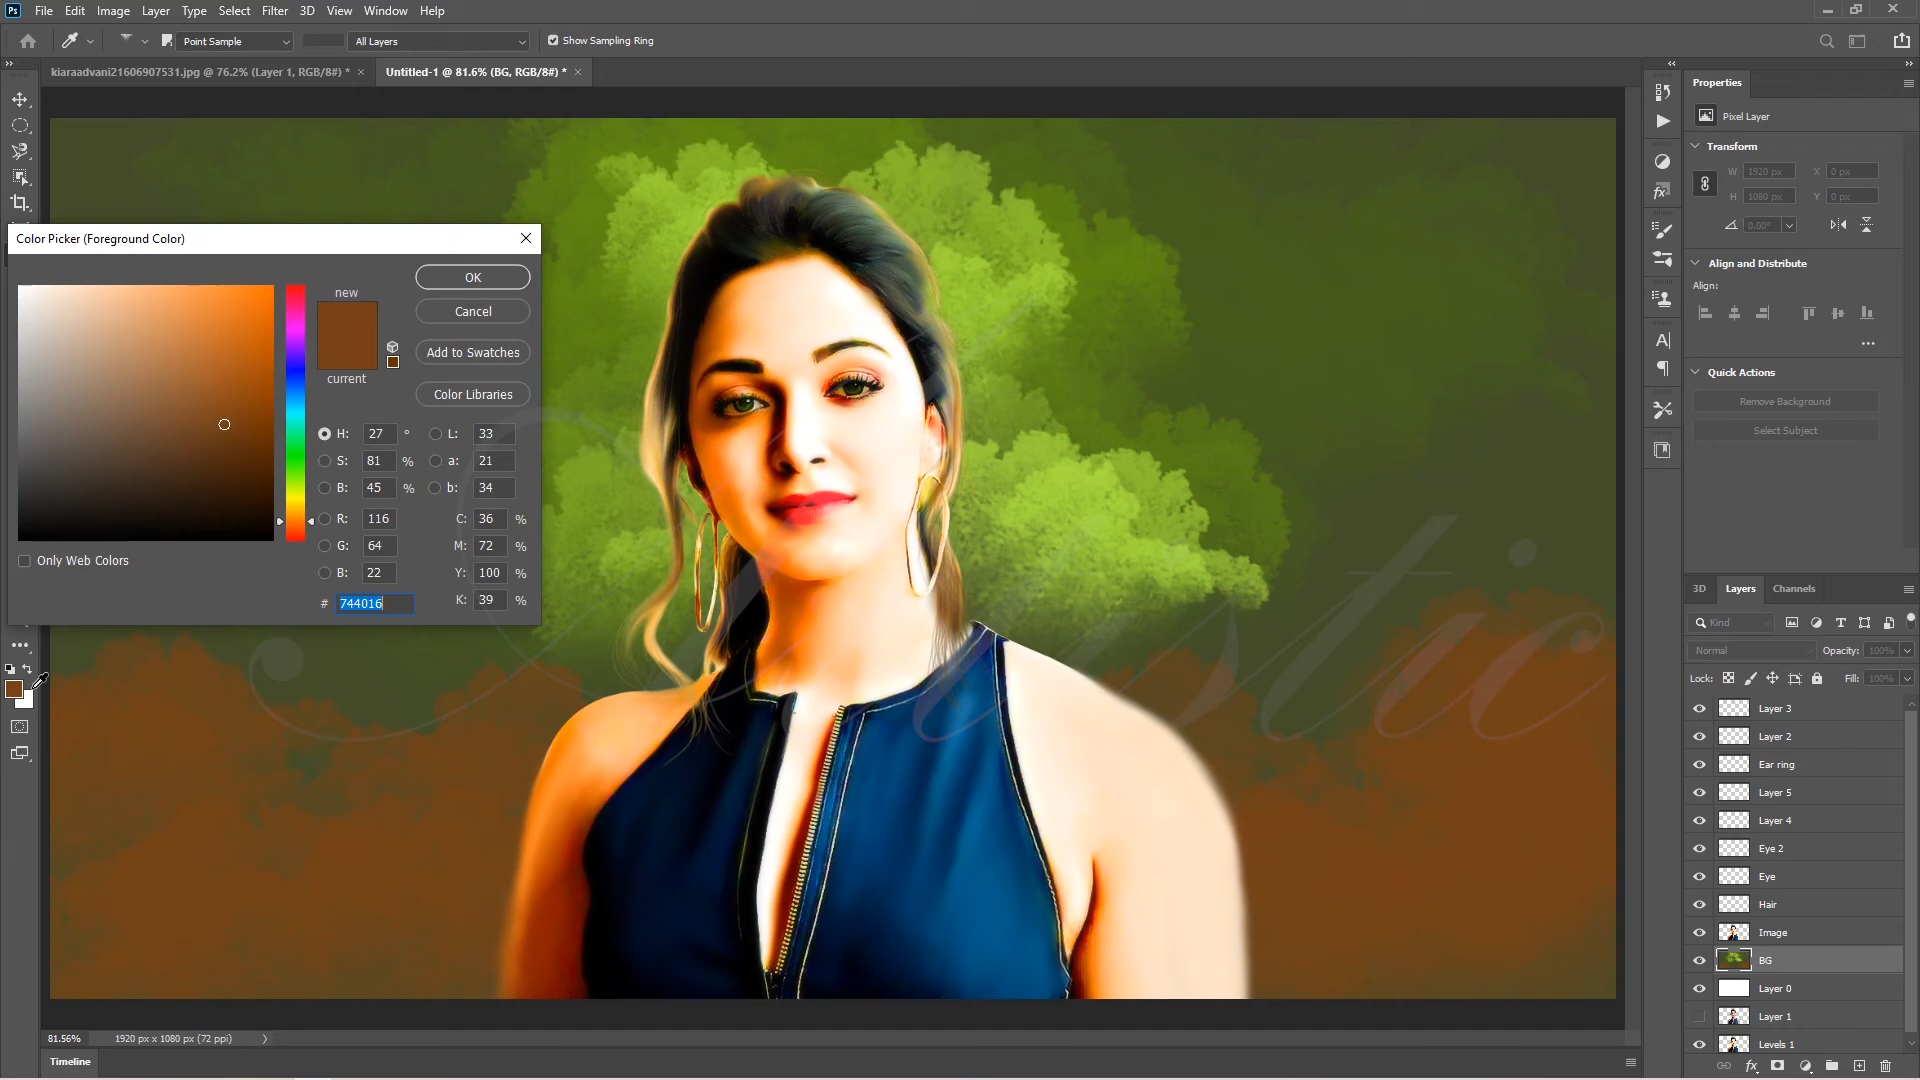 Ps File Edit Image Layer Type Select Filter 3D View Window Help
Point Sample All Layers Show Sampling Ring
kiaraadvani21606907531.jpg @ 76.2% (Layer 1, RGB/8#) * × Untitled-1 @ 81.6% (BG, RGB/8#) * ×
Properties
Pixel Layer
Transform
W 1920 px X 0 px
H 1080 px Y 0 px
0.00°
Align and Distribute
Align:
Quick Actions
Remove Background
Select Subject
Color Picker (Foreground Color)
new
current
OK
Cancel
Add to Swatches
Color Libraries
H: 27 ° L: 33
S: 81 % a: 21
B: 45 % b: 34
R: 116 C: 36 %
G: 64 M: 72 %
B: 22 Y: 100 %
# 744016 K: 39 %
Only Web Colors
3D Layers Channels
Kind
Normal Opacity: 100%
Lock: Fill: 100%
Layer 3
Layer 2
Ear ring
Layer 5
Layer 4
Eye 2
Eye
Hair
Image
BG
Layer 0
Layer 1
Levels 1
81.56% 1920 px x 1080 px (72 ppi)
Timeline